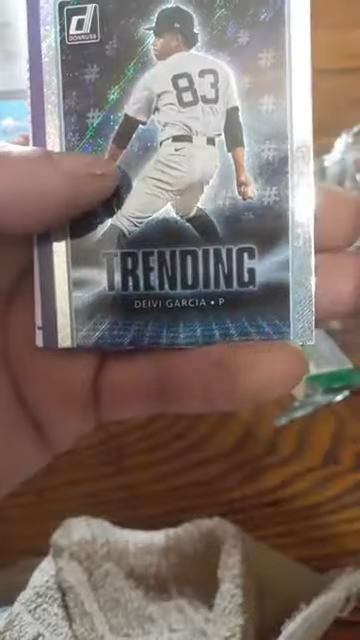 d
DONRUSS
83
TRENDING
DEIVI GARCIA • P